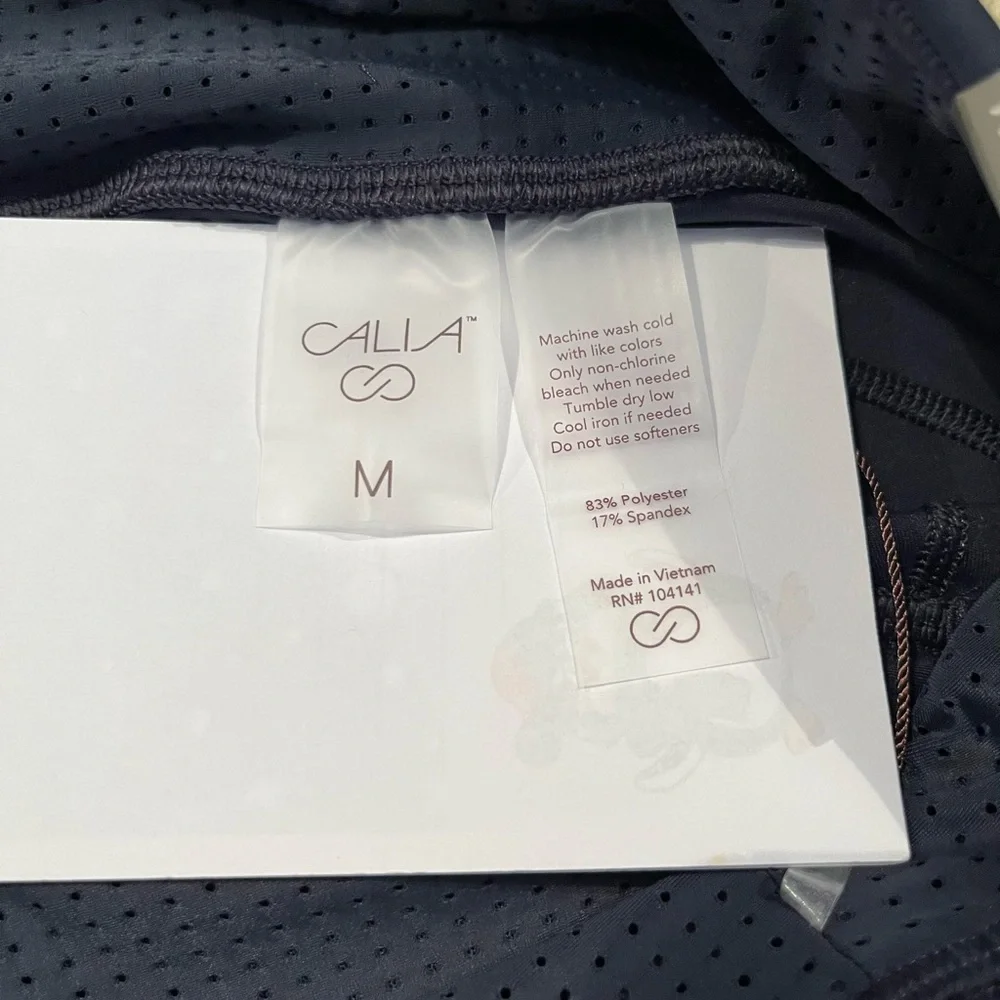 CALIA™
M
Machine wash cold
with like colors
Only non-chlorine
bleach when needed
Tumble dry low
Cool iron if needed
Do not use softeners
83% Polyester
17% Spandex
Made in Vietnam
RN# 104141